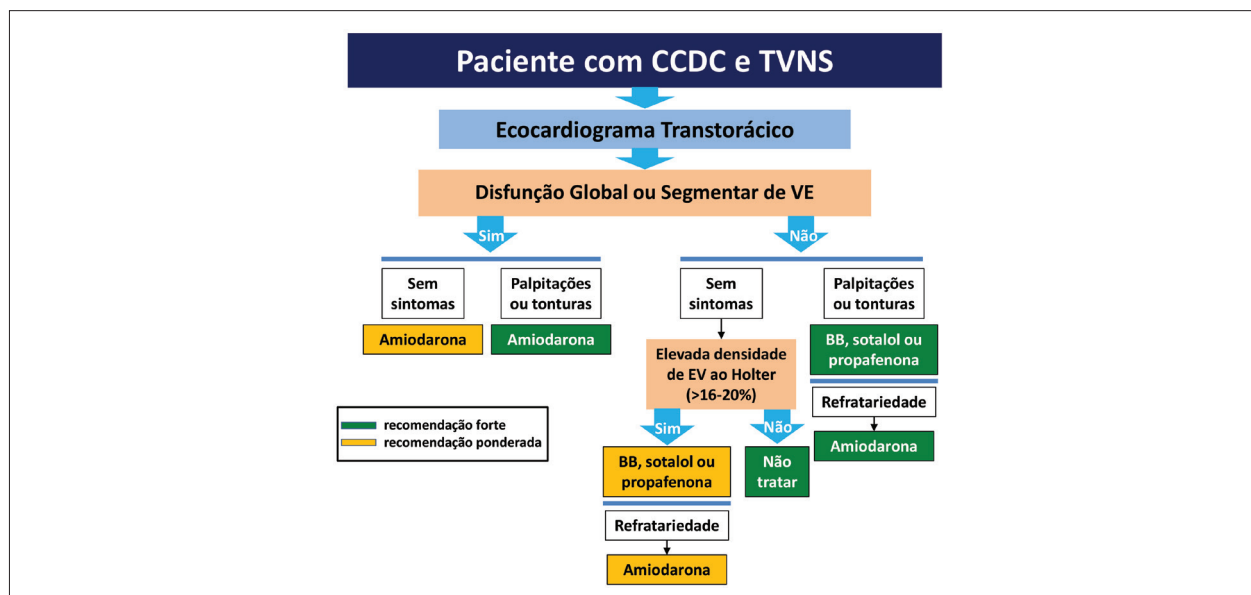 Paciente com CCDC e TVNS
Ecocardiograma Transtorácico
Disfunção Global ou Segmentar de VE
Sim
Não
Sem
sintomas
Palpitações
ou tonturas
Amiodarona
Amiodarona
Sem
sintomas
Palpitações
ou tonturas
Elevada densidade
de EV ao Holter
(>16-20%)
BB, sotalol ou
propafenona
Refratariedade
Amiodarona
Sim
Não
BB, sotalol ou
propafenona
Não
tratar
Refratariedade
Amiodarona
recomendação forte
recomendação ponderada